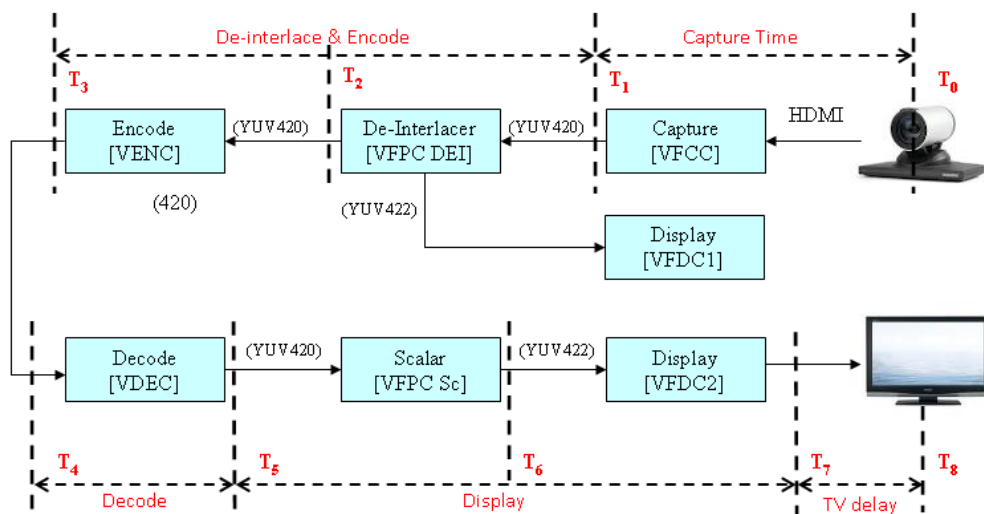 De-interlace & Encode
Capture Time
T3
T2
T1
T0
Encode
[VENC]
(YUV420)
De-Interlacer
[VFPC DEI]
(YUV420)
Capture
[VFCC]
HDMI
(420)
(YUV422)
Display
[VFDC1]
Decode
[VDEC]
(YUV420)
Scalar
[VFPC Sc]
(YUV422)
Display
[VFDC2]
T4
T5
T6
T7
T8
Decode
Display
TV delay